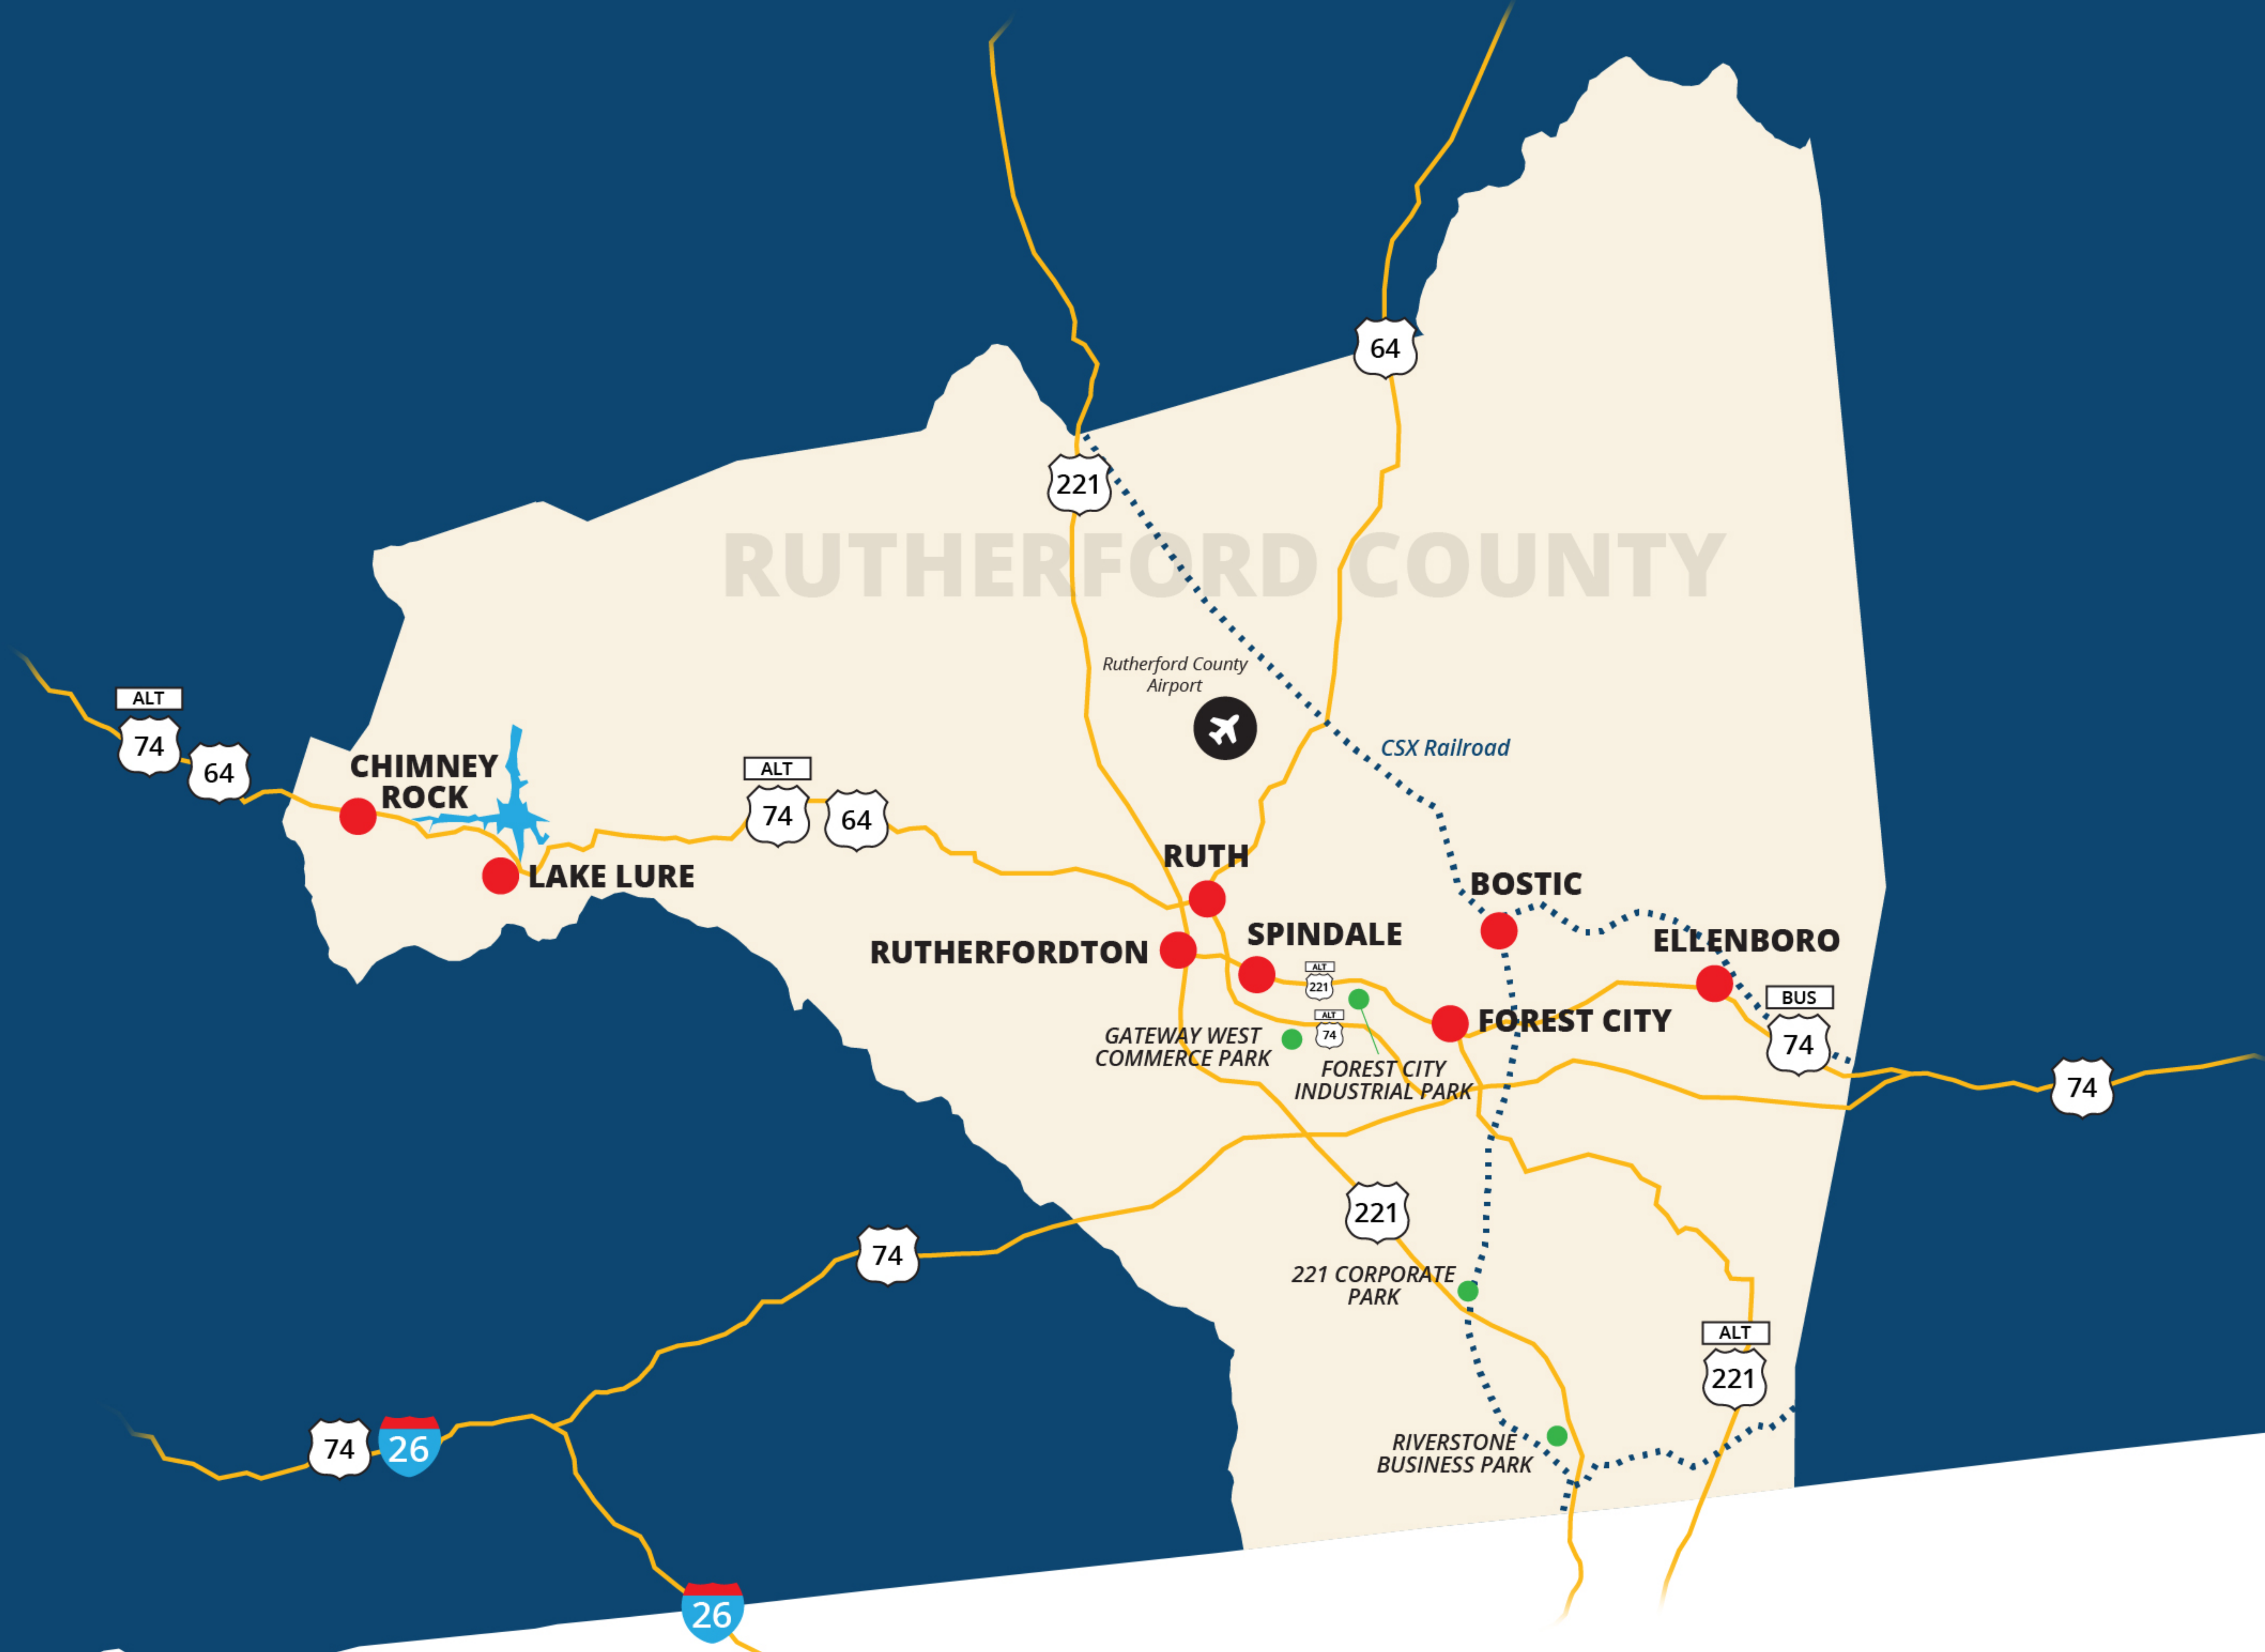 64
221
RUTHERFORD COUNTY
Rutherford County
Airport
ALT
74
64
CSX Railroad
CHIMNEY
ROCK
ALT
74
64
LAKE LURE
RUTH
BOSTIC
SPINDALE
ELLENBORO
RUTHERFORDTON
ALT
221
BUS
74
FOREST CITY
ALT
74
GATEWAY WEST
COMMERCE PARK
FOREST CITY
INDUSTRIAL PARK
74
221
74
221 CORPORATE
PARK
ALT
221
RIVERSTONE
BUSINESS PARK
74
26
26